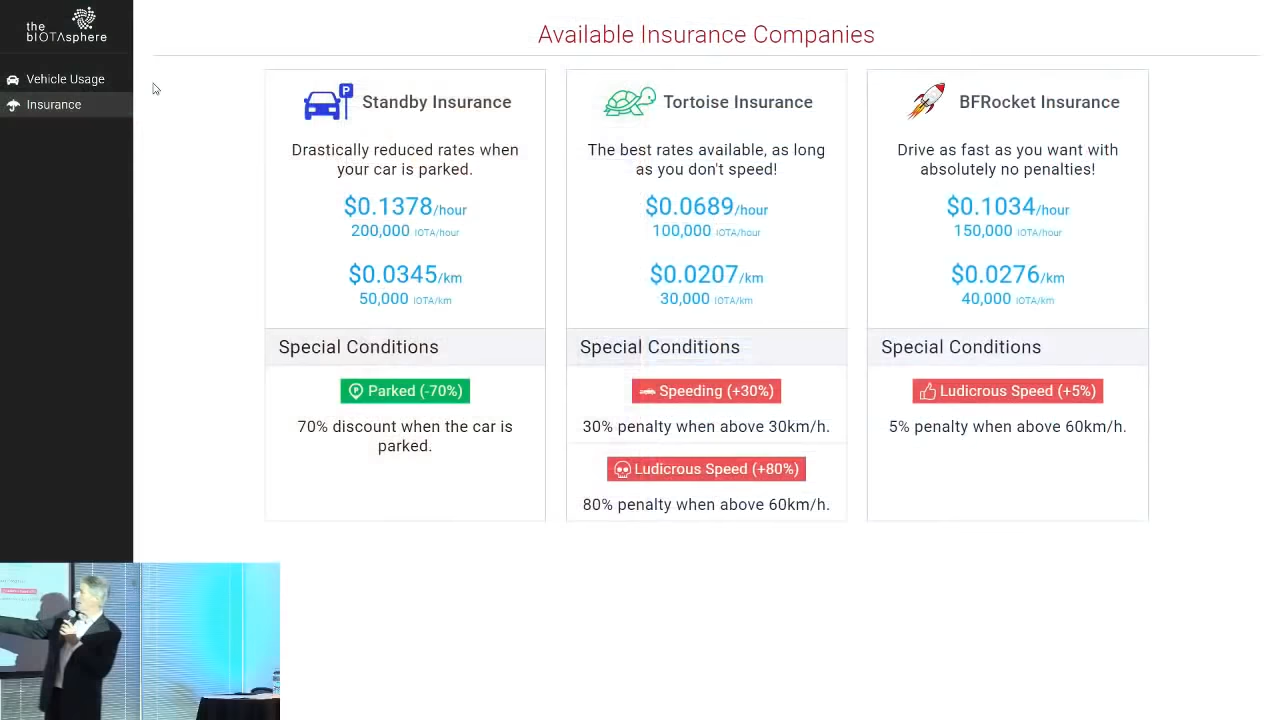 the
bIOTAsphere
Vehicle Usage
Insurance
Available Insurance Companies
Standby Insurance
Drastically reduced rates when
your car is parked.
$0.1378/hour
200,000 IOTA/hour
$0.0345/km
50,000 IOTA/km
Special Conditions
Parked (-70%)
70% discount when the car is
parked.
Tortoise Insurance
The best rates available, as long
as you don't speed!
$0.0689/hour
100,000 IOTA/hour
$0.0207/km
30,000 IOTA/km
Special Conditions
Speeding (+30%)
30% penalty when above 30km/h.
Ludicrous Speed (+80%)
80% penalty when above 60km/h.
BFRocket Insurance
Drive as fast as you want with
absolutely no penalties!
$0.1034/hour
150,000 IOTA/hour
$0.0276/km
40,000 IOTA/km
Special Conditions
Ludicrous Speed (+5%)
5% penalty when above 60km/h.